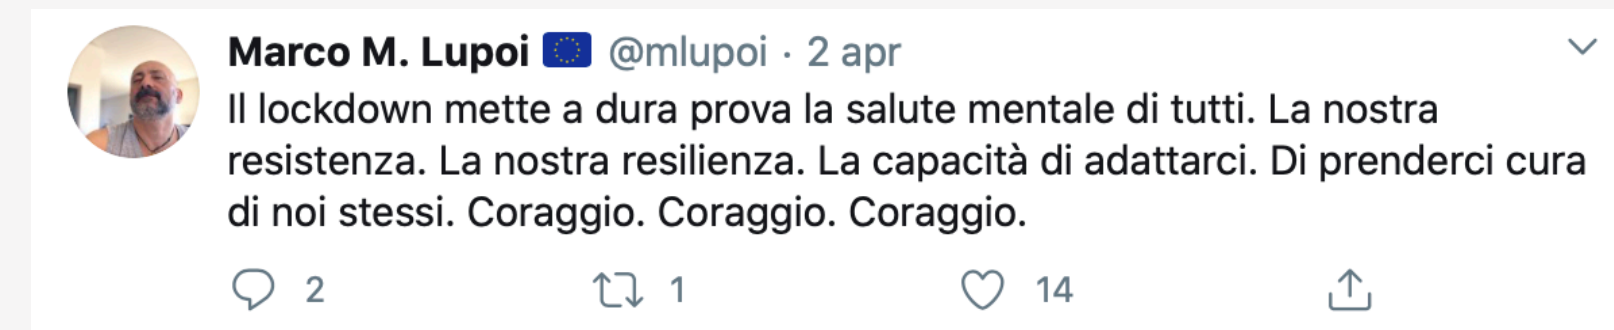 Marco M. Lupoi 🇪🇺 @mlupoi · 2 apr
Il lockdown mette a dura prova la salute mentale di tutti. La nostra
resistenza. La nostra resilienza. La capacità di adattarci. Di prenderci cura
di noi stessi. Coraggio. Coraggio. Coraggio.
2 1 14